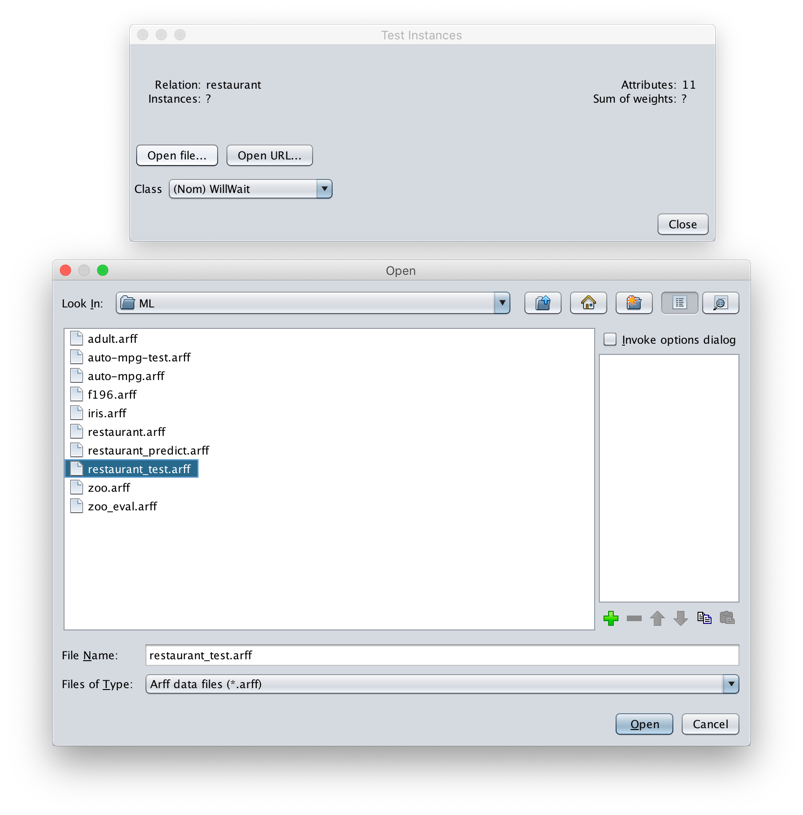 Test Instances
Relation: restaurant
Attributes: 11
Instances: ?
Sum of weights: ?
Open file...
Open URL...
Class
(Nom) WillWait
Close
Open
Look In:
ML
adult.arff
auto-mpg-test.arff
auto-mpg.arff
f196.arff
iris.arff
restaurant.arff
restaurant_predict.arff
restaurant_test.arff
zoo.arff
zoo_eval.arff
Invoke options dialog
File Name:
restaurant_test.arff
Files of Type:
Arff data files (*.arff)
Open
Cancel